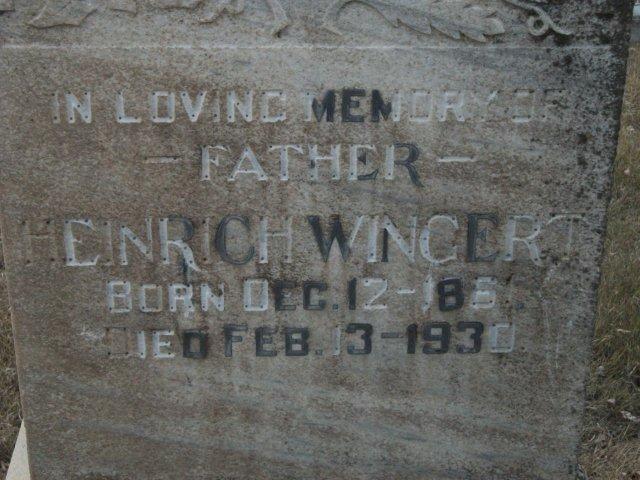 IN LOVING MEMORY OF
— FATHER —
HEINRICH WINGERT
BORN DEC. 12-
DIED FEB. 13-1930